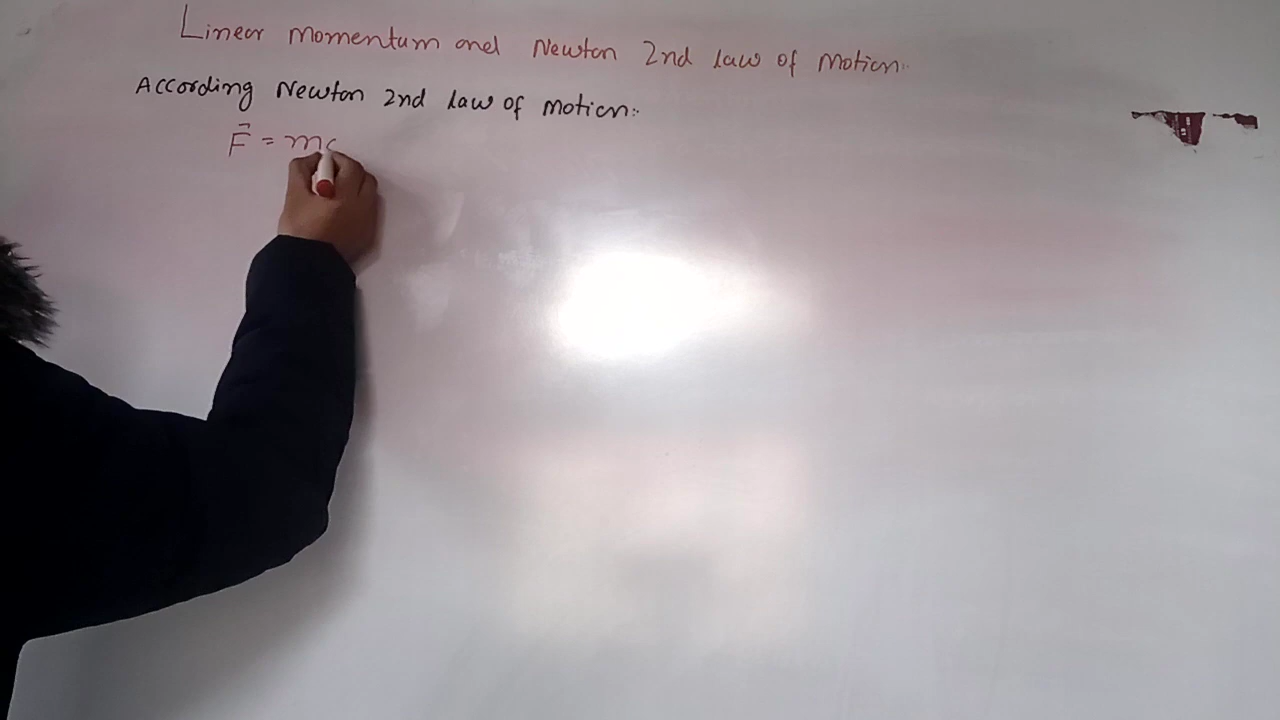 Linear momentum and Newton 2nd law of motion:
According Newton 2nd law of motion:
F⃗ = m